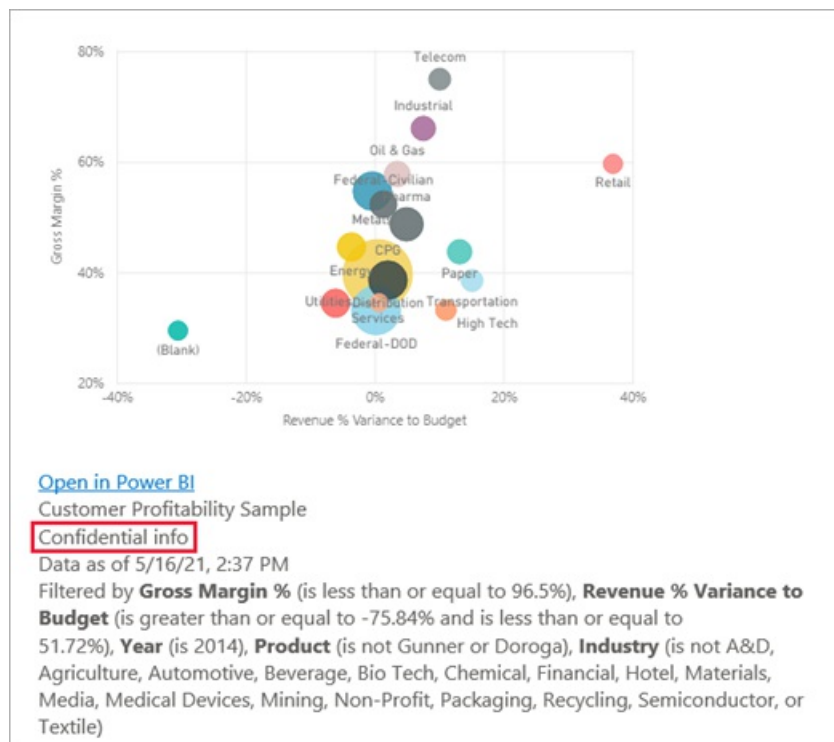 80%
Telecom
Industrial
Oil & Gas
60%
Federal-Civilian
Retail
Metals
Gross Margin %
CPG
40%
Energy
Paper
Utilities
Distribution
Transportation
Services
High Tech
(Blank)
Federal-DOD
20%
-40%
-20%
0%
20%
40%
Revenue % Variance to Budget
Open in Power BI
Customer Profitability Sample
Confidential info
Data as of 5/16/21, 2:37 PM
Filtered by Gross Margin % (is less than or equal to 96.5%), Revenue % Variance to
Budget (is greater than or equal to -75.84% and is less than or equal to
51.72%), Year (is 2014), Product (is not Gunner or Doroga), Industry (is not A&D,
Agriculture, Automotive, Beverage, Bio Tech, Chemical, Financial, Hotel, Materials,
Media, Medical Devices, Mining, Non-Profit, Packaging, Recycling, Semiconductor, or
Textile)